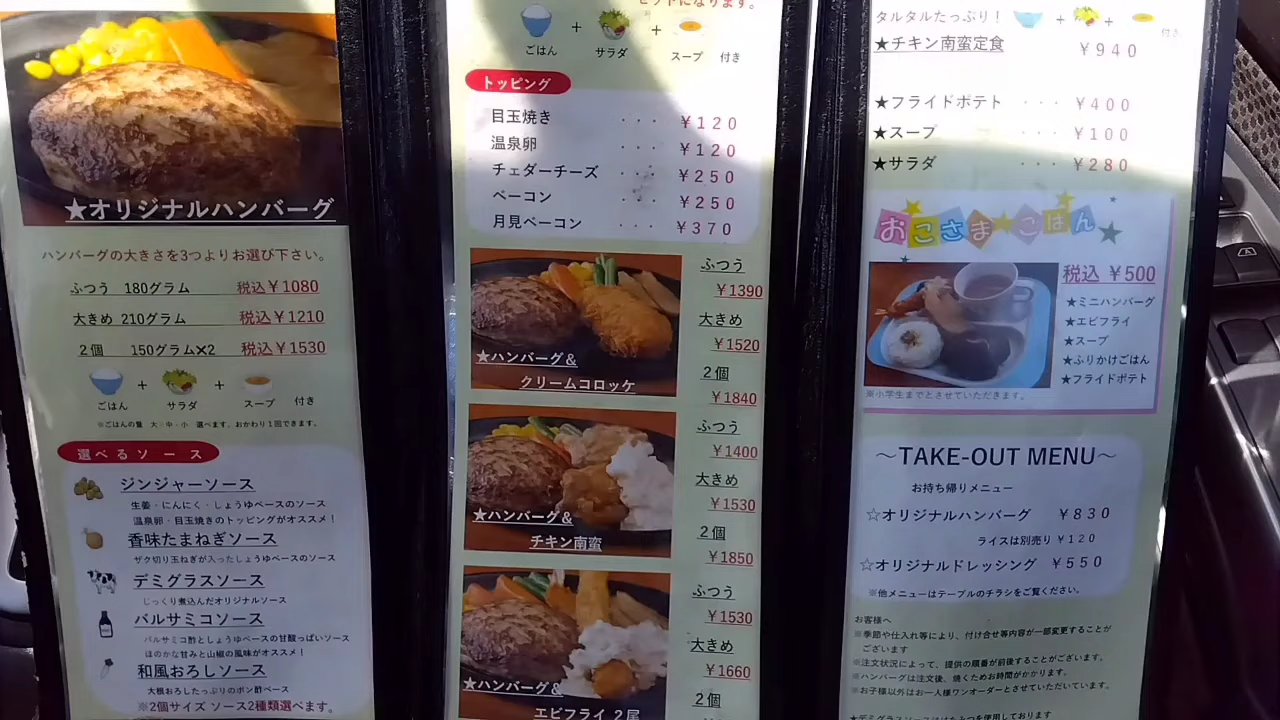 ★オリジナルハンバーグ
ハンバーグの大きさを3つよりお選び下さい。
ふつう 180グラム 税込￥1080
大きめ 210グラム 税込￥1210
２個 150グラム✕2 税込￥1530
＋ ＋
ごはん サラダ スープ 付き
※ごはんの量 大・中・小 選べます。おかわり１回できます。
選べるソース
ジンジャーソース
生姜・にんにく・しょうゆベースのソース
温泉卵・目玉焼きのトッピングがオススメ！
香味たまねぎソース
ザク切り玉ねぎが入ったしょうゆベースのソース
デミグラスソース
じっくり煮込んだオリジナルソース
バルサミコソース
バルサミコ酢としょうゆベースの甘酸っぱいソース
ほのかな甘みと山椒の風味がオススメ！
和風おろしソース
大根おろしたっぷりのポン酢ベース
※2個サイズ ソース2種類選べます。
セットになります。
＋ ＋
ごはん サラダ スープ 付き
トッピング
目玉焼き ・・・ ￥１２０
温泉卵 ・・・ ￥１２０
チェダーチーズ ・・・ ￥２５０
ベーコン ・・・ ￥２５０
月見ベーコン ・・・ ￥３７０
★ハンバーグ＆
クリームコロッケ
ふつう
￥1390
大きめ
￥1520
２個
￥1840
★ハンバーグ＆
チキン南蛮
ふつう
￥1400
大きめ
￥1530
２個
￥1850
★ハンバーグ＆
エビフライ ２尾
ふつう
￥1530
大きめ
￥1660
２個
タルタルたっぷり！ ＋ ＋ 付き
★チキン南蛮定食 ￥９４０
★フライドポテト ・・・ ￥４００
★スープ ・・・ ￥１００
★サラダ ・・・ ￥２８０
おこさま★ごはん
税込 ￥500
★ミニハンバーグ
★エビフライ
★スープ
★ふりかけごはん
★フライドポテト
※小学生までとさせていただきます。
～TAKE-OUT MENU～
お持ち帰りメニュー
☆オリジナルハンバーグ ￥８３０
ライスは別売り ￥１２０
☆オリジナルドレッシング ￥５５０
※他メニューはテーブルのチラシをご覧ください。
お客様へ
※季節や仕入れ等により、付け合せ等内容が一部変更することが
ございます
※注文状況によって、提供の順番が前後することがございます。
※ハンバーグは注文後、焼くためお時間がかかります。
※お子様以外はお一人様ワンオーダーとさせていただいています。